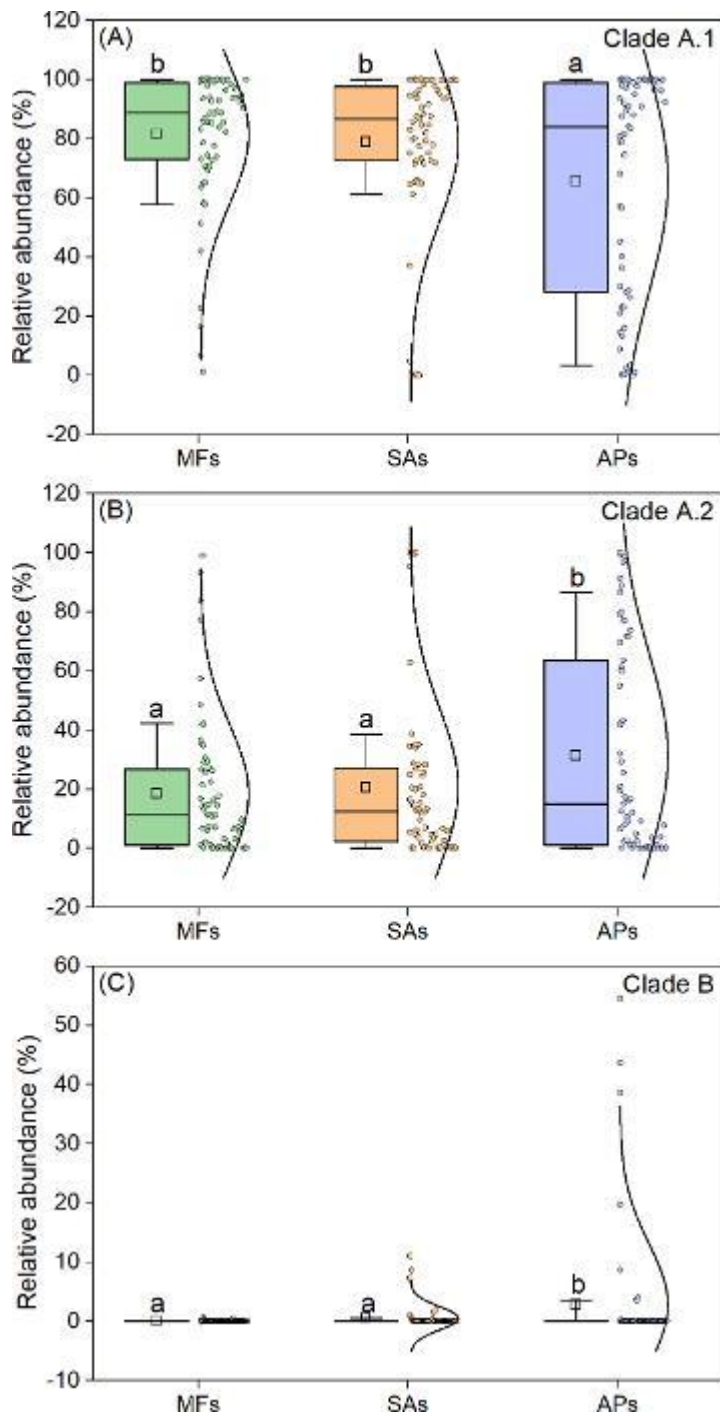 120
(A)
Clade A.1
b
b
a
100
80
60
40
20
0
-20
Relative abundance (%)
MFs
SAs
APs
120
(B)
Clade A.2
a
a
b
100
80
60
40
20
0
-20
Relative abundance (%)
MFs
SAs
APs
60
(C)
Clade B
50
40
30
20
10
0
-10
a
a
b
Relative abundance (%)
MFs
SAs
APs